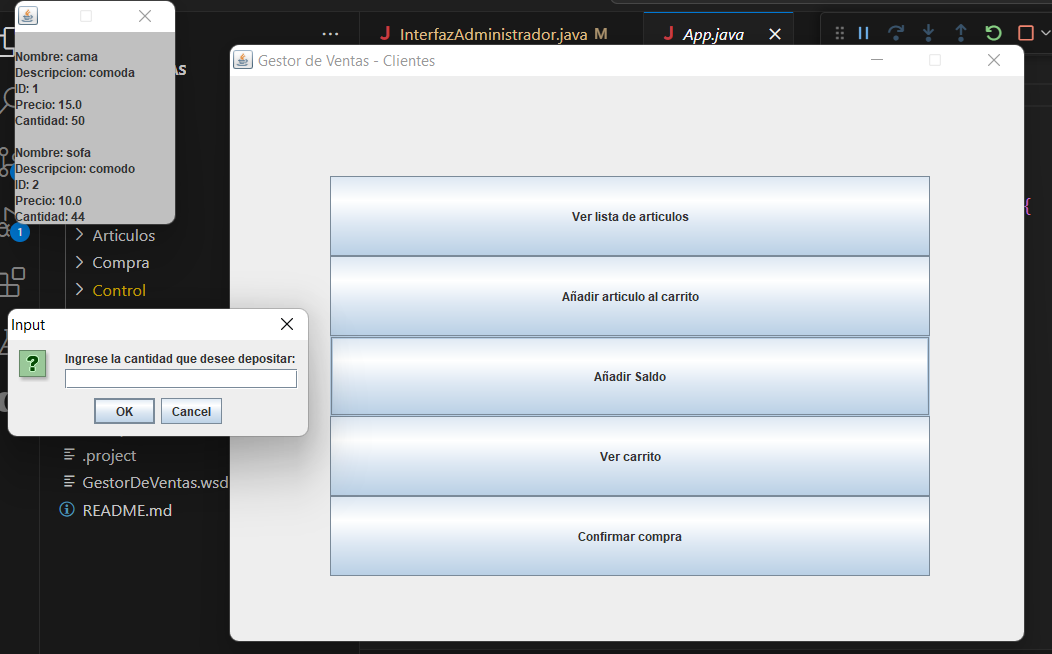 Nombre: cama
Descripcion: comoda
ID: 1
Precio: 15.0
Cantidad: 50
Nombre: sofa
Descripcion: comodo
ID: 2
Precio: 10.0
Cantidad: 44
InterfazAdministrador.java M
App.java
Gestor de Ventas - Clientes
Ver lista de articulos
Añadir articulo al carrito
Añadir Saldo
Ver carrito
Confirmar compra
AS
1
Articulos
Compra
Control
Input
Ingrese la cantidad que desee depositar:
OK
Cancel
.project
GestorDeVentas.wsd
README.md
{